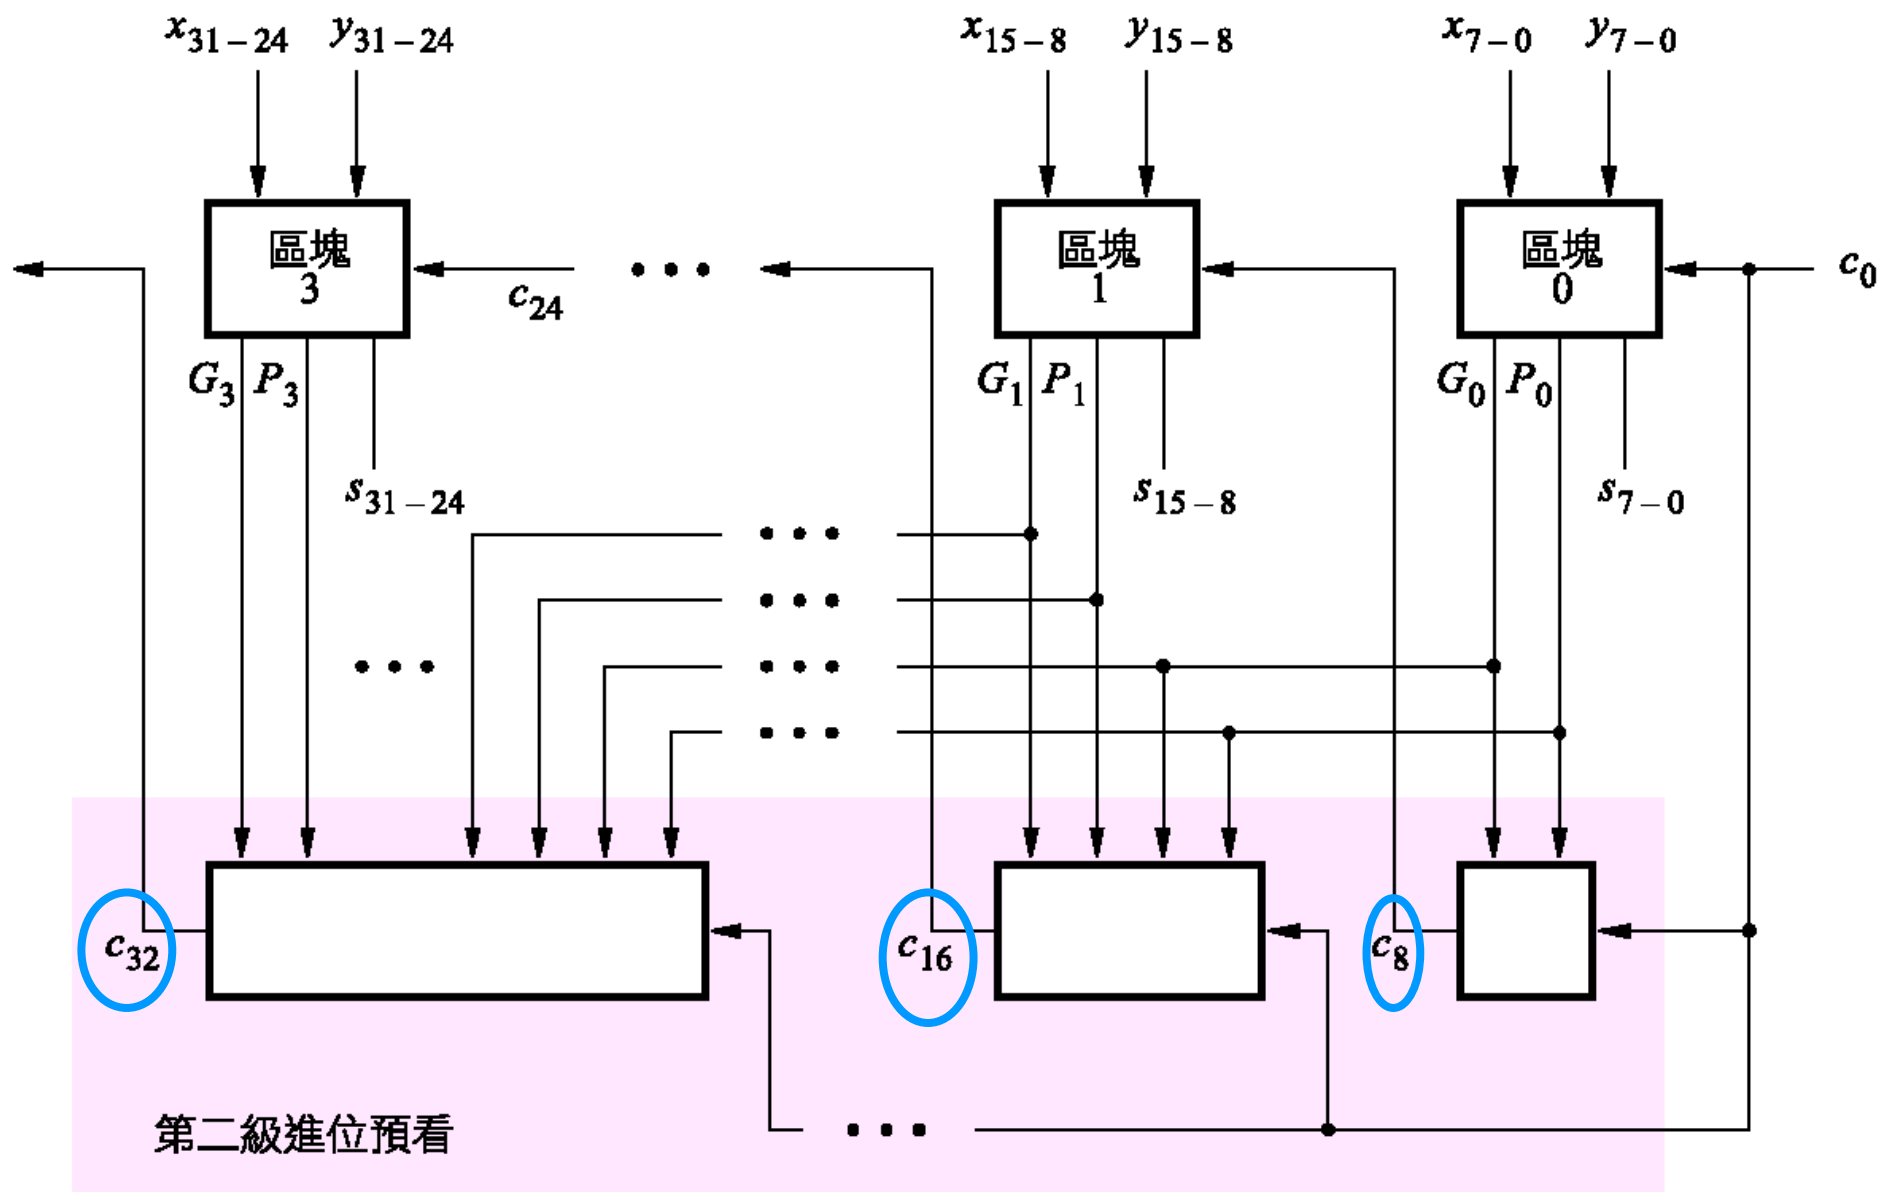 x31-24 y31-24 x15-8 y15-8 x7-0 y7-0
區塊 3 區塊 1 區塊 0
c24 c0
G3 P3 G1 P1 G0 P0
s31-24 s15-8 s7-0
c32 c16 c8
第二級進位預看